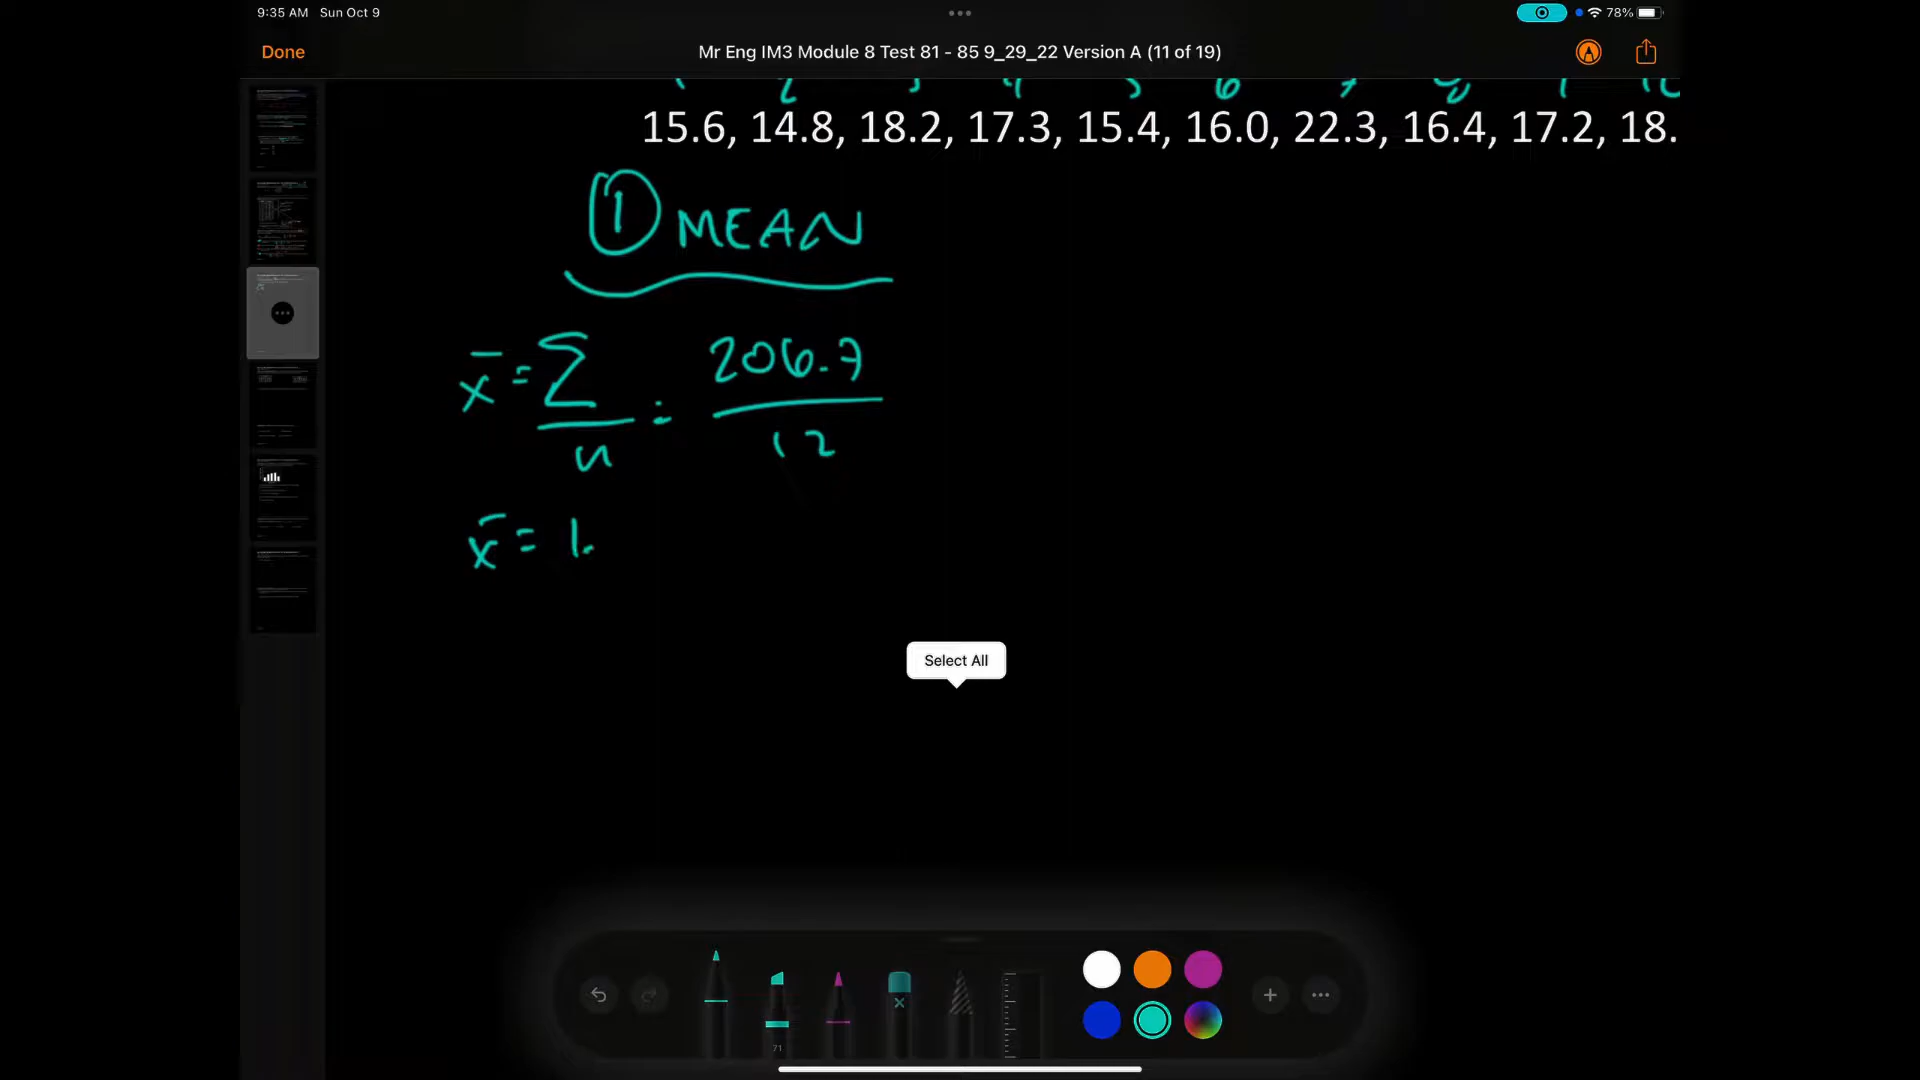 9:35 AM Sun Oct 9
78%
Done
Mr Eng IM3 Module 8 Test 81 - 85 9_29_22 Version A (11 of 19)
15.6, 14.8, 18.2, 17.3, 15.4, 16.0, 22.3, 16.4, 17.2, 18.
① MEAN
x̄ = Σ/n = 206.7/12
x̄ = 1.
Select All
71